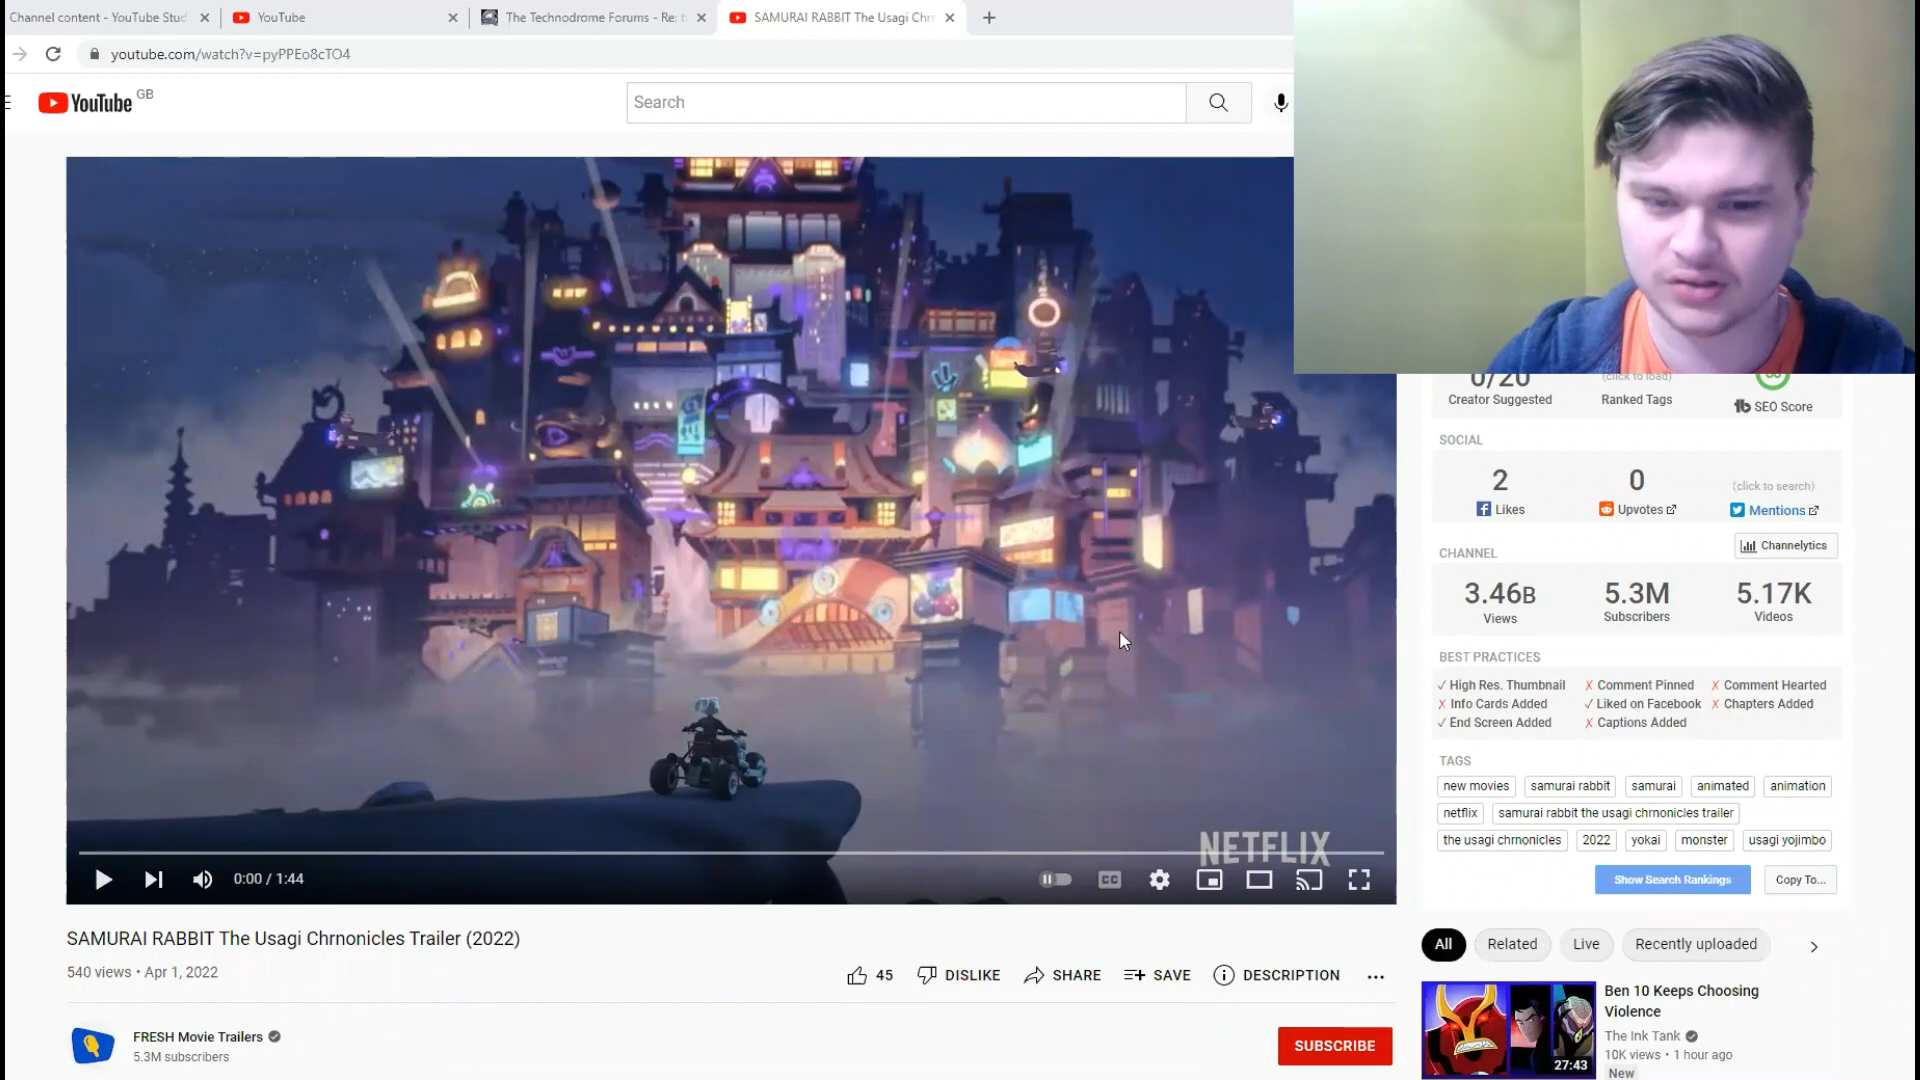 Channel content - YouTube Stud
YouTube
The Technodrome Forums - Re: t
SAMURAI RABBIT The Usagi Chr
youtube.com/watch?v=pyPPEo8cTO4
YouTube GB
Search
NETFLIX
0:00 / 1:44
CC
SAMURAI RABBIT The Usagi Chrnonicles Trailer (2022)
540 views • Apr 1, 2022
45 DISLIKE SHARE SAVE DESCRIPTION
FRESH Movie Trailers
5.3M subscribers
SUBSCRIBE
0/20 (click to load)
Creator Suggested Ranked Tags SEO Score
SOCIAL
2 0 (click to search)
Likes Upvotes Mentions
CHANNEL Channelytics
3.46B 5.3M 5.17K
Views Subscribers Videos
BEST PRACTICES
✓ High Res. Thumbnail ✗ Comment Pinned ✗ Comment Hearted
✗ Info Cards Added ✓ Liked on Facebook ✗ Chapters Added
✓ End Screen Added ✗ Captions Added
TAGS
new movies samurai rabbit samurai animated animation
netflix samurai rabbit the usagi chrnonicles trailer
the usagi chrnonicles 2022 yokai monster usagi yojimbo
Show Search Rankings Copy To...
All Related Live Recently uploaded
Ben 10 Keeps Choosing
Violence
The Ink Tank
10K views • 1 hour ago
New
27:43